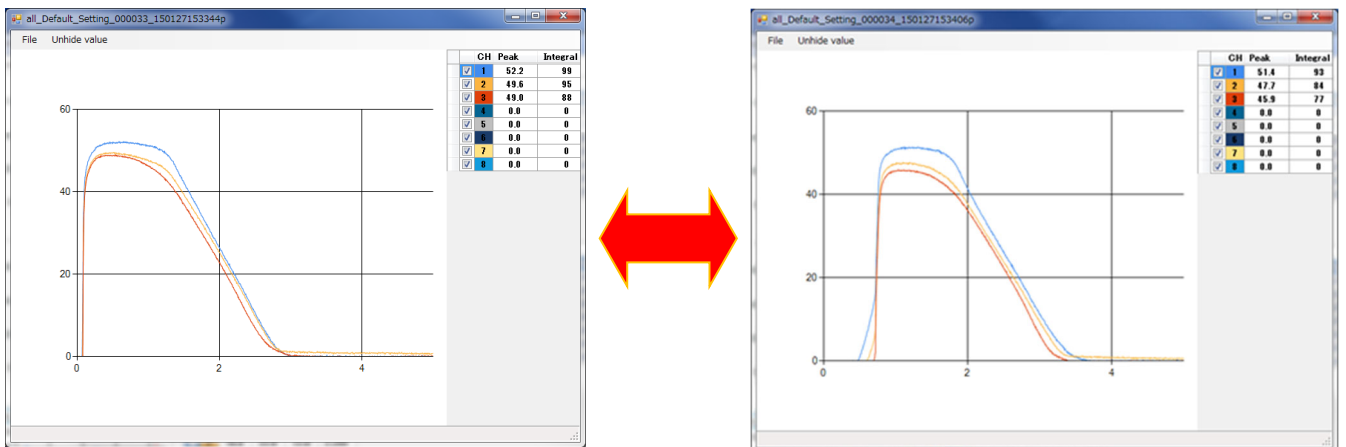 all_Default_Setting_000033_150127153344p
File Unhide value
CH Peak Integral
1 52.2 99
2 49.6 95
3 49.0 88
4 0.0 0
5 0.0 0
6 0.0 0
7 0.0 0
8 0.0 0
60
40
20
0
0 2 4
all_Default_Setting_000034_150127153406p
File Unhide value
CH Peak Integral
1 51.4 93
2 47.7 84
3 45.9 77
4 0.0 0
5 0.0 0
6 0.0 0
7 0.0 0
8 0.0 0
60
40
20
0
0 2 4